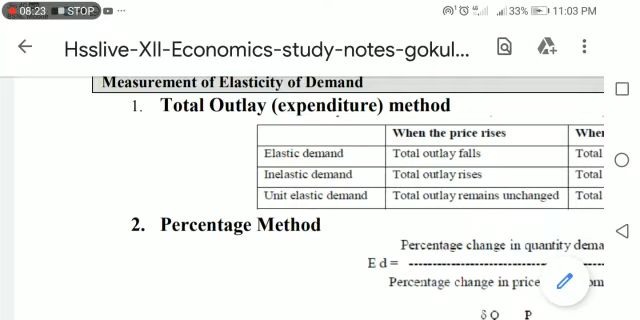 08:23 STOP ... 33% 11:03 PM
Hsslive-XII-Economics-study-notes-gokul...
Measurement of Elasticity of Demand
1. Total Outlay (expenditure) method
When the price rises
Elastic demand Total outlay falls Total
Inelastic demand Total outlay rises Total
Unit elastic demand Total outlay remains unchanged Total
2. Percentage Method
Percentage change in quantity dema
E d = ------------------------------------
Percentage change in price
δ Q P